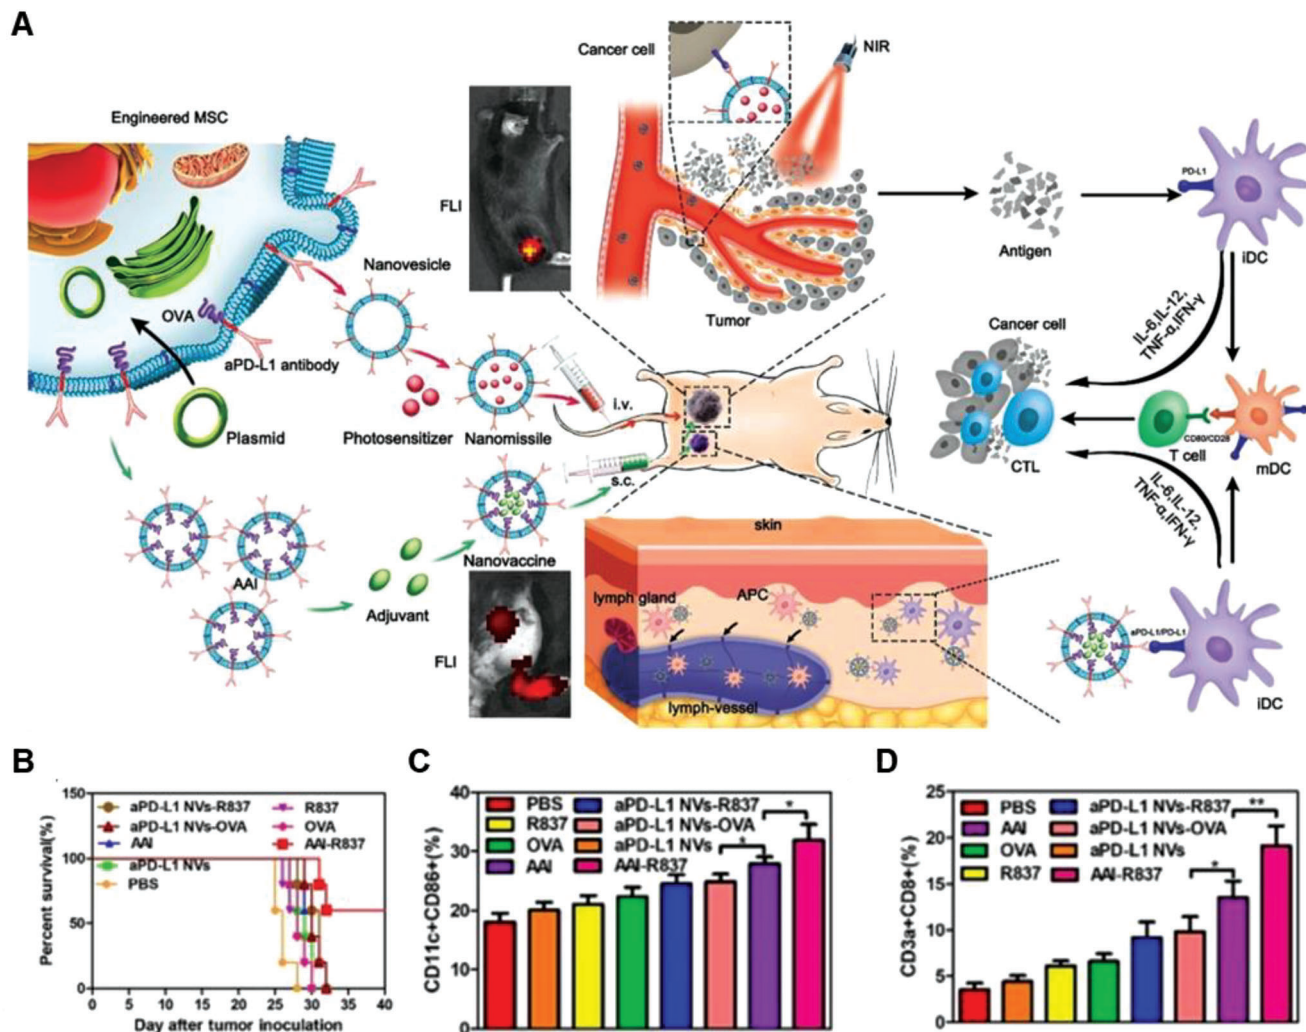 A
Cancer cell
NIR
Engineered MSC
FLI
PD-L1
iDC
Antigen
Nanovesicle
OVA
aPD-L1 antibody
Tumor
Plasmid
Photosensitizer
Nanomissile
i.v.
s.c.
Cancer cell
IL-6,IL-12,
TNF-α,IFN-γ
CTL
T cell
CD80/CD28
mDC
IL-6,IL-12,
TNF-α,IFN-γ
AAI
Adjuvant
Nanovaccine
FLI
skin
lymph gland
APC
lymph-vessel
aPD-L1/PD-L1
iDC
B
Percent survival(%)
150
100
50
0
aPD-L1 NVs-R837
aPD-L1 NVs-OVA
AAI
aPD-L1 NVs
PBS
R837
OVA
AAI-R837
0 5 10 15 20 25 30 35 40
Day after tumor inoculation
C
CD11c+CD86+(%)
40
30
20
10
0
PBS
R837
OVA
AAI
aPD-L1 NVs-R837
aPD-L1 NVs-OVA
aPD-L1 NVs
AAI-R837
*
*
D
CD3a+CD8+(%)
25
20
15
10
5
0
PBS
AAI
OVA
R837
aPD-L1 NVs-R837
aPD-L1 NVs-OVA
aPD-L1 NVs
AAI-R837
*
**